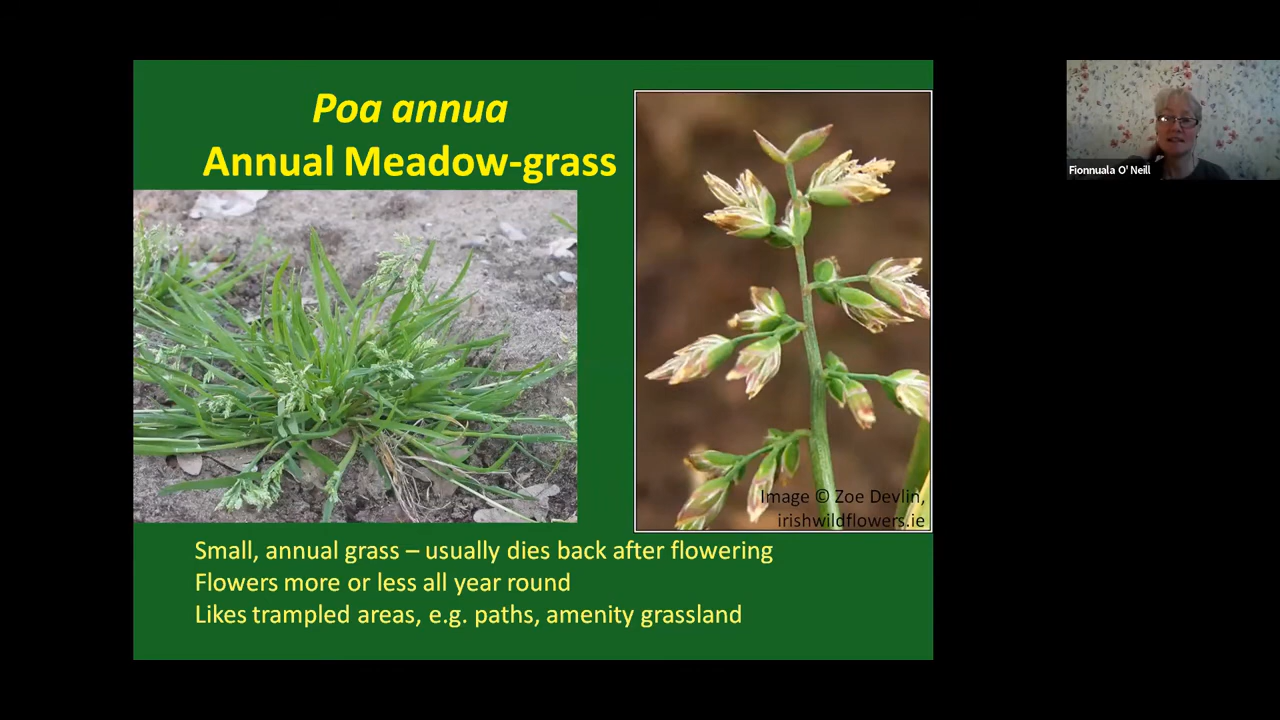 Poa annua
Annual Meadow-grass
Image © Zoe Devlin,
irishwildflowers.ie
Small, annual grass – usually dies back after flowering
Flowers more or less all year round
Likes trampled areas, e.g. paths, amenity grassland
Fionnuala O' Neill